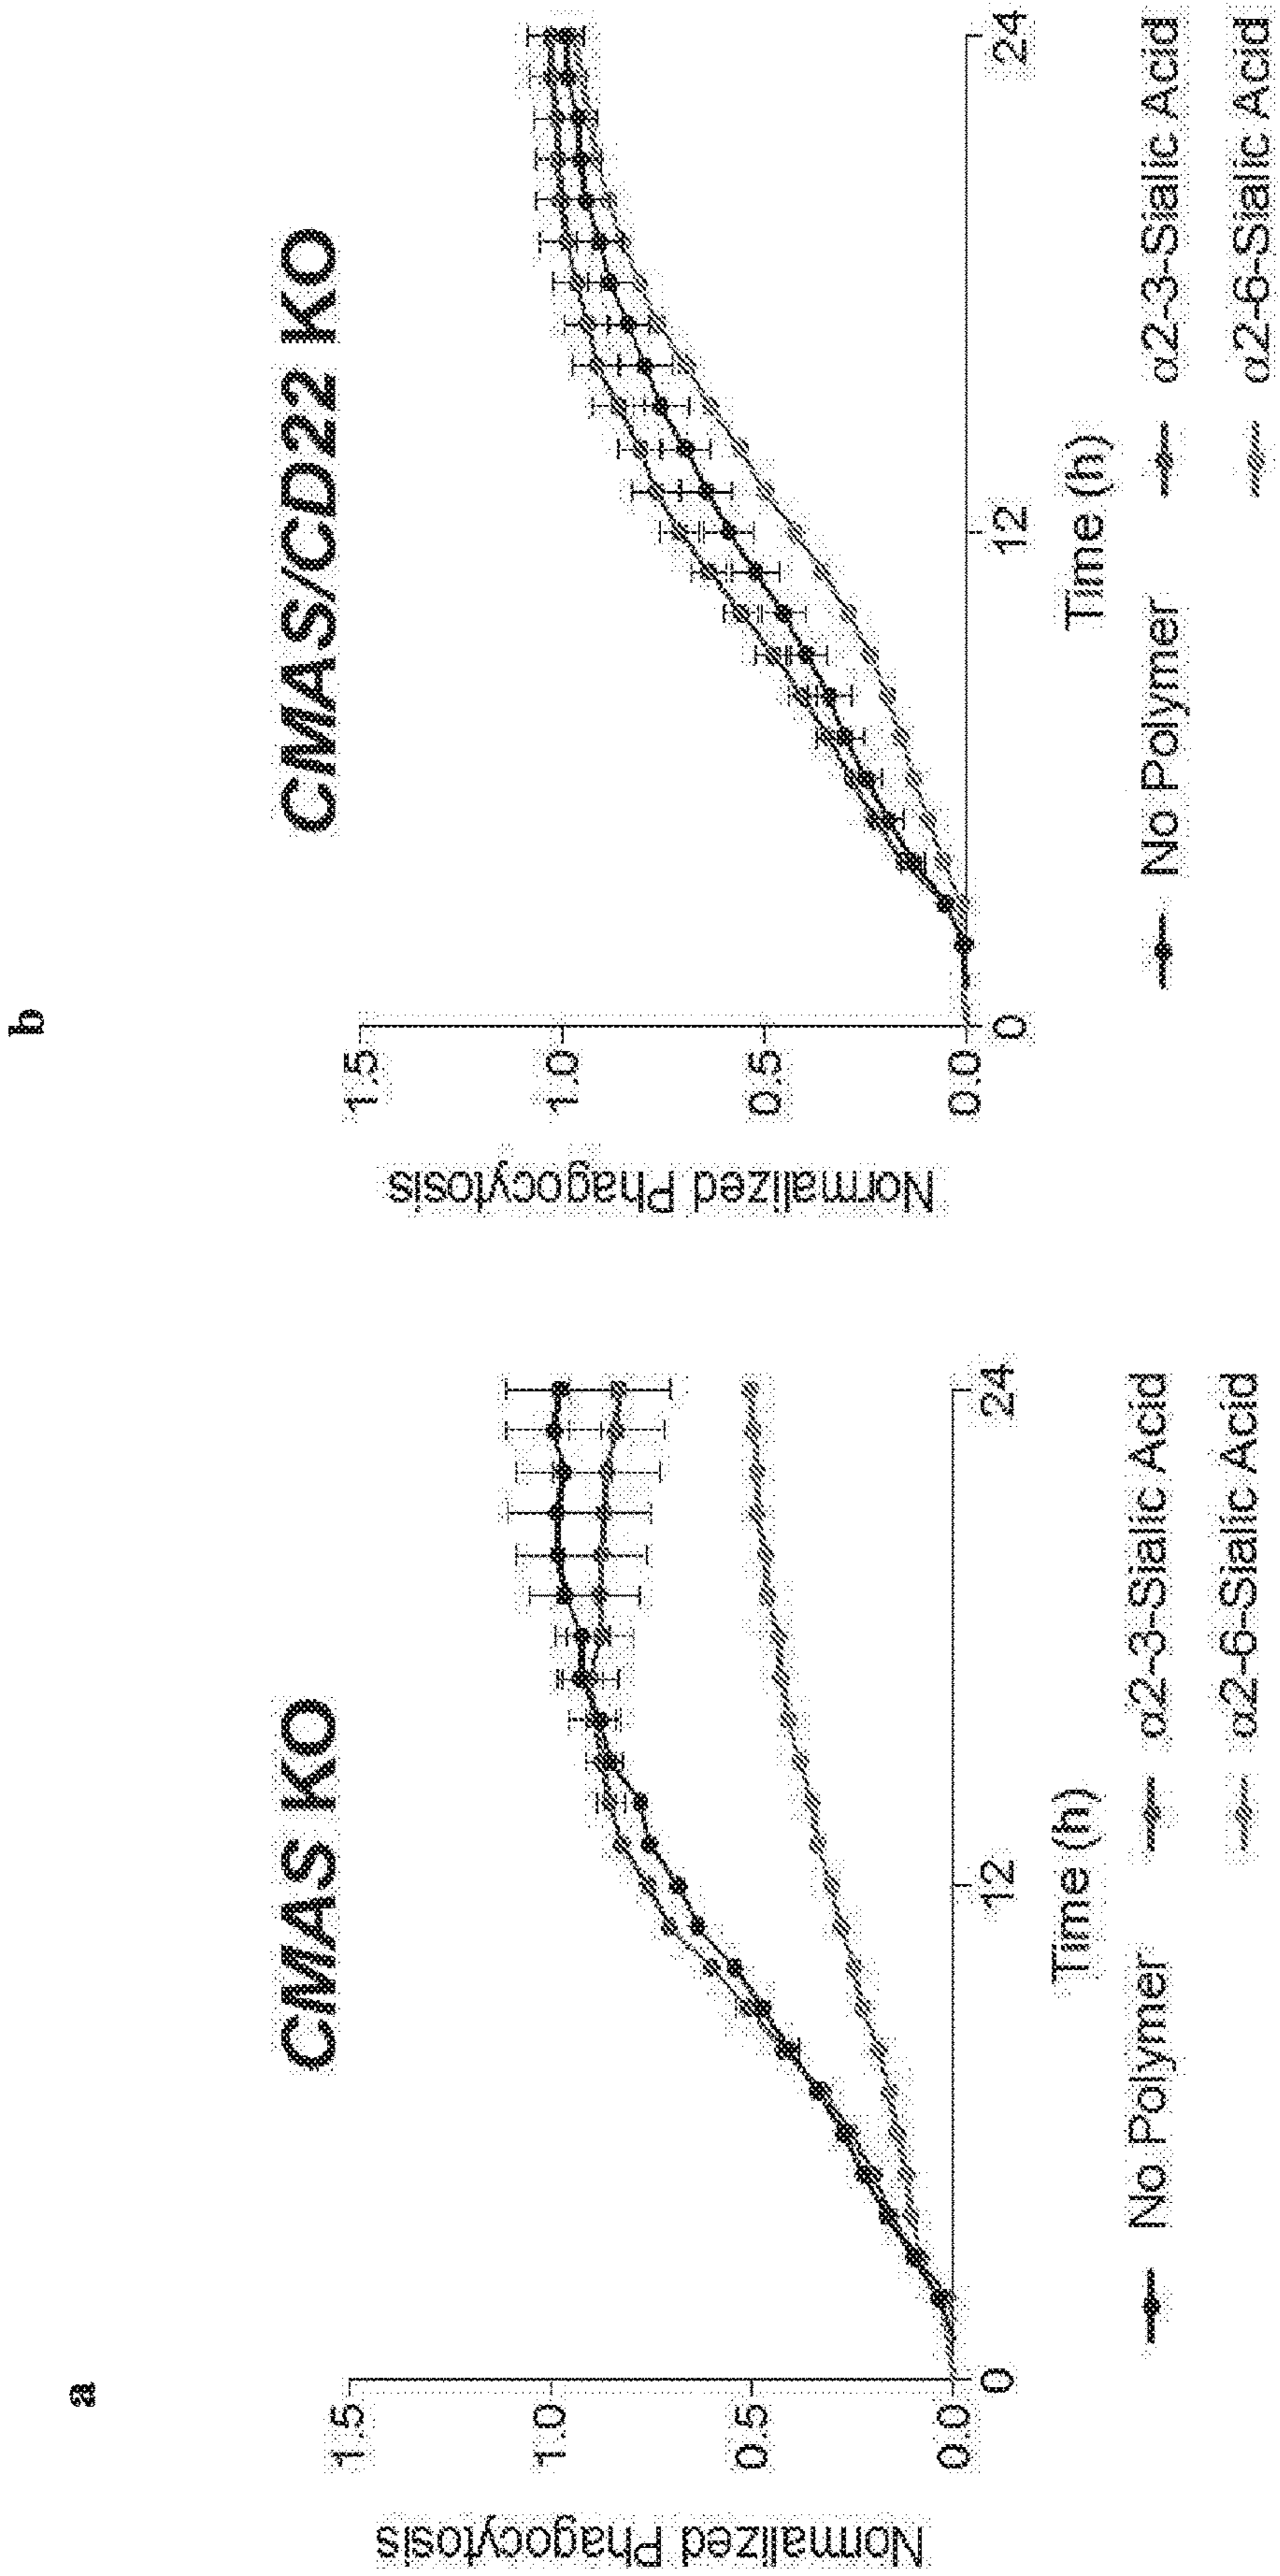 a
CMAS KO
Normalized Phagocytosis
1.5
1.0
0.5
0.0
0
12
24
Time (h)
No Polymer
α2-3-Sialic Acid
α2-6-Sialic Acid
b
CMAS/CD22 KO
Normalized Phagocytosis
1.5
1.0
0.5
0.0
0
12
24
Time (h)
No Polymer
α2-3-Sialic Acid
α2-6-Sialic Acid